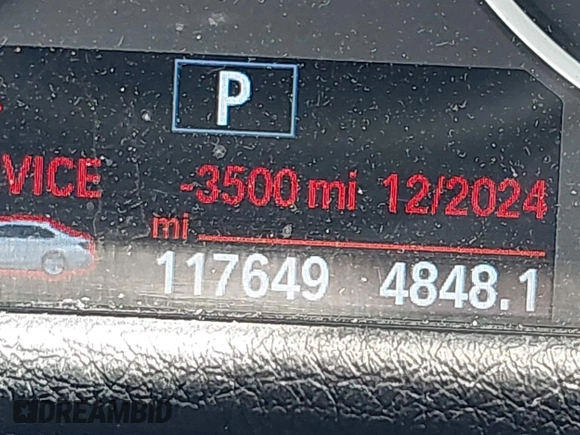 P
VICE -3500 mi 12/2024
mi
117649 4848.1
DREAMBID